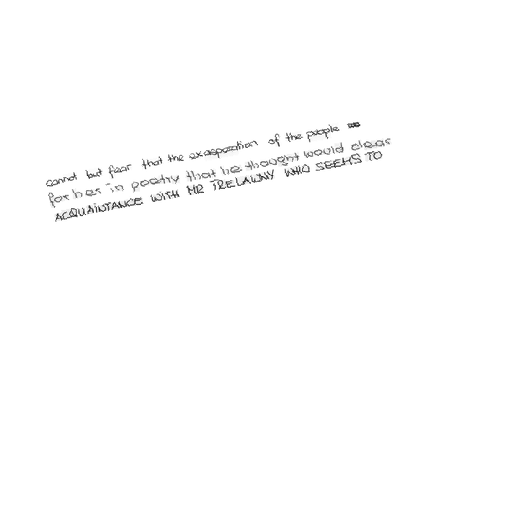 cannot but fear that the exasperation of the people
for her in poetry that he thought would clear
ACQUAINTANCE WITH MR TRELAWNY WHO SEEMS TO